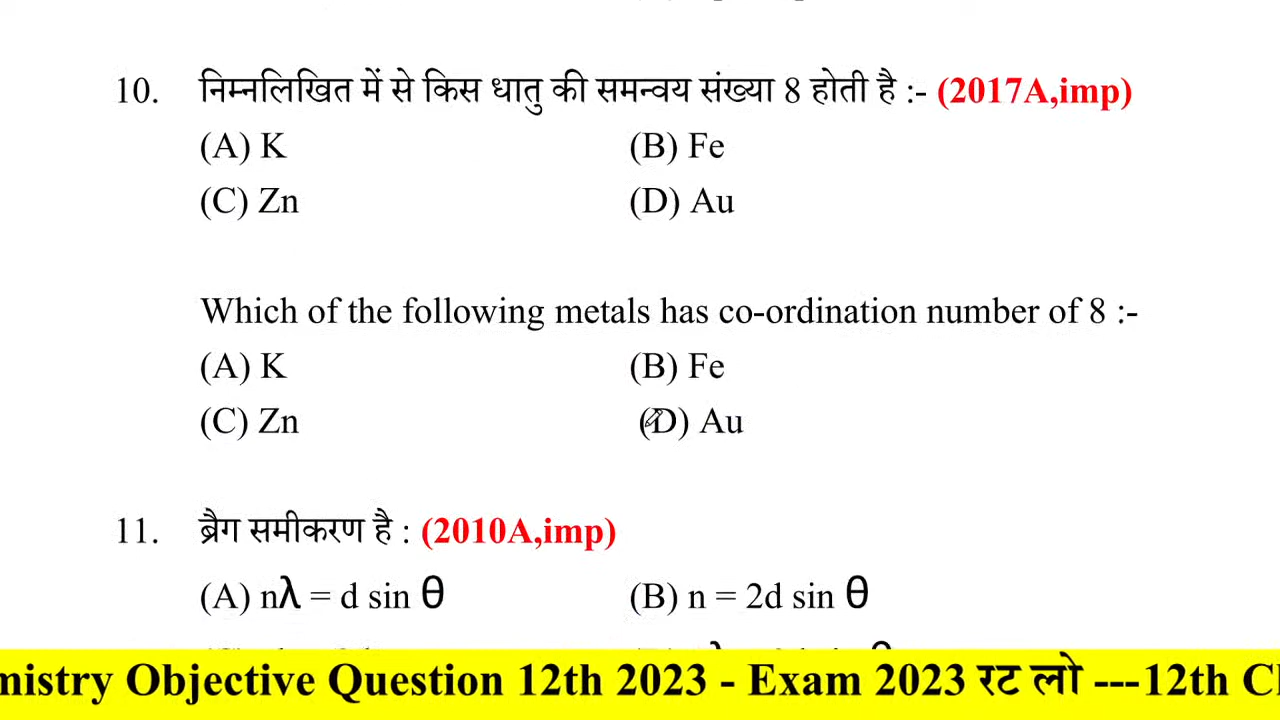 10. निम्नलिखित में से किस धातु की समन्वय संख्या 8 होती है :- (2017A,imp)
(A) K (B) Fe
(C) Zn (D) Au
Which of the following metals has co-ordination number of 8 :-
(A) K (B) Fe
(C) Zn (D) Au
11. ब्रैग समीकरण है : (2010A,imp)
(A) nλ = d sin θ (B) n = 2d sin θ
mistry Objective Question 12th 2023 - Exam 2023 रट लो ---12th